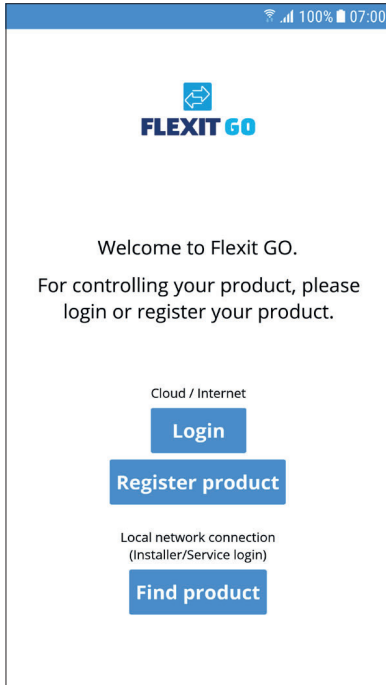 100% 07:00
FLEXIT GO
Welcome to Flexit GO.
For controlling your product, please
login or register your product.
Cloud / Internet
Login
Register product
Local network connection
(Installer/Service login)
Find product